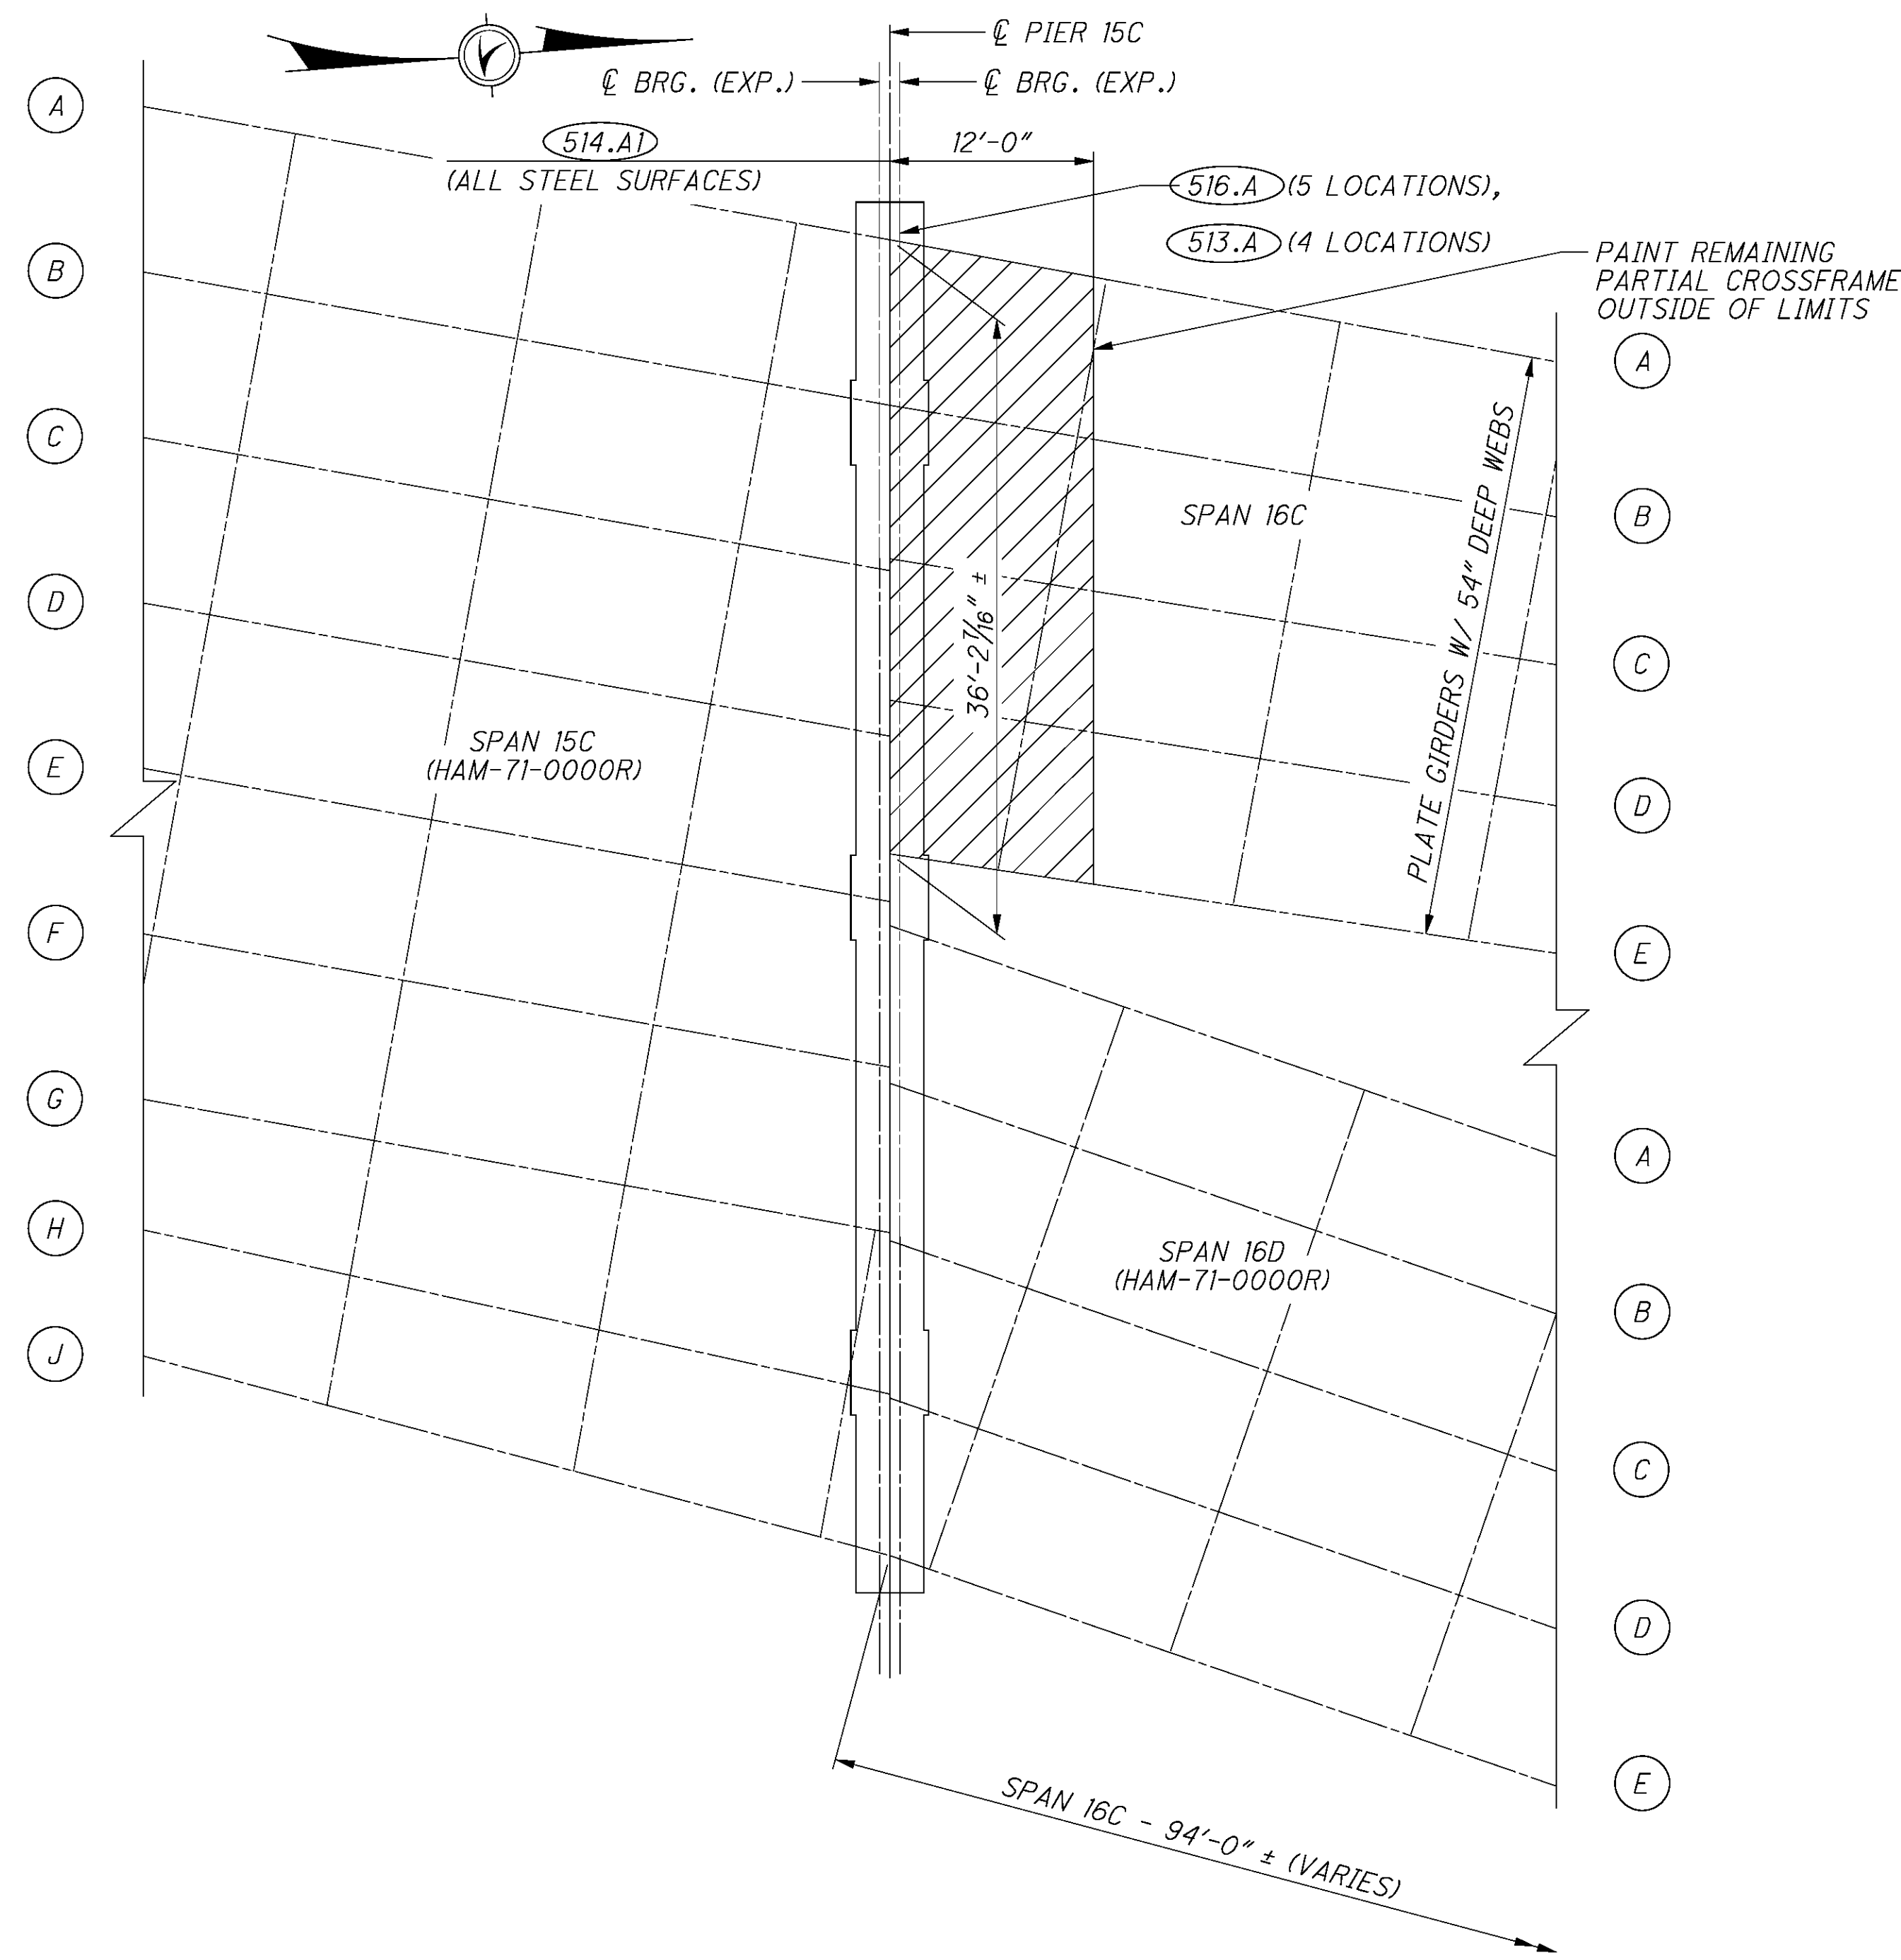 ℄ PIER 15C
℄ BRG. (EXP.)
℄ BRG. (EXP.)
514.A1
(ALL STEEL SURFACES)
12'-0"
516.A (5 LOCATIONS),
513.A (4 LOCATIONS)
PAINT REMAINING
PARTIAL CROSSFRAME
OUTSIDE OF LIMITS
A
B
C
D
E
F
G
H
J
SPAN 15C
(HAM-71-0000R)
36'-2 7/16" ±
SPAN 16C
PLATE GIRDERS W/ 54" DEEP WEBS
A
B
C
D
E
SPAN 16D
(HAM-71-0000R)
A
B
C
D
E
SPAN 16C - 94'-0" ± (VARIES)